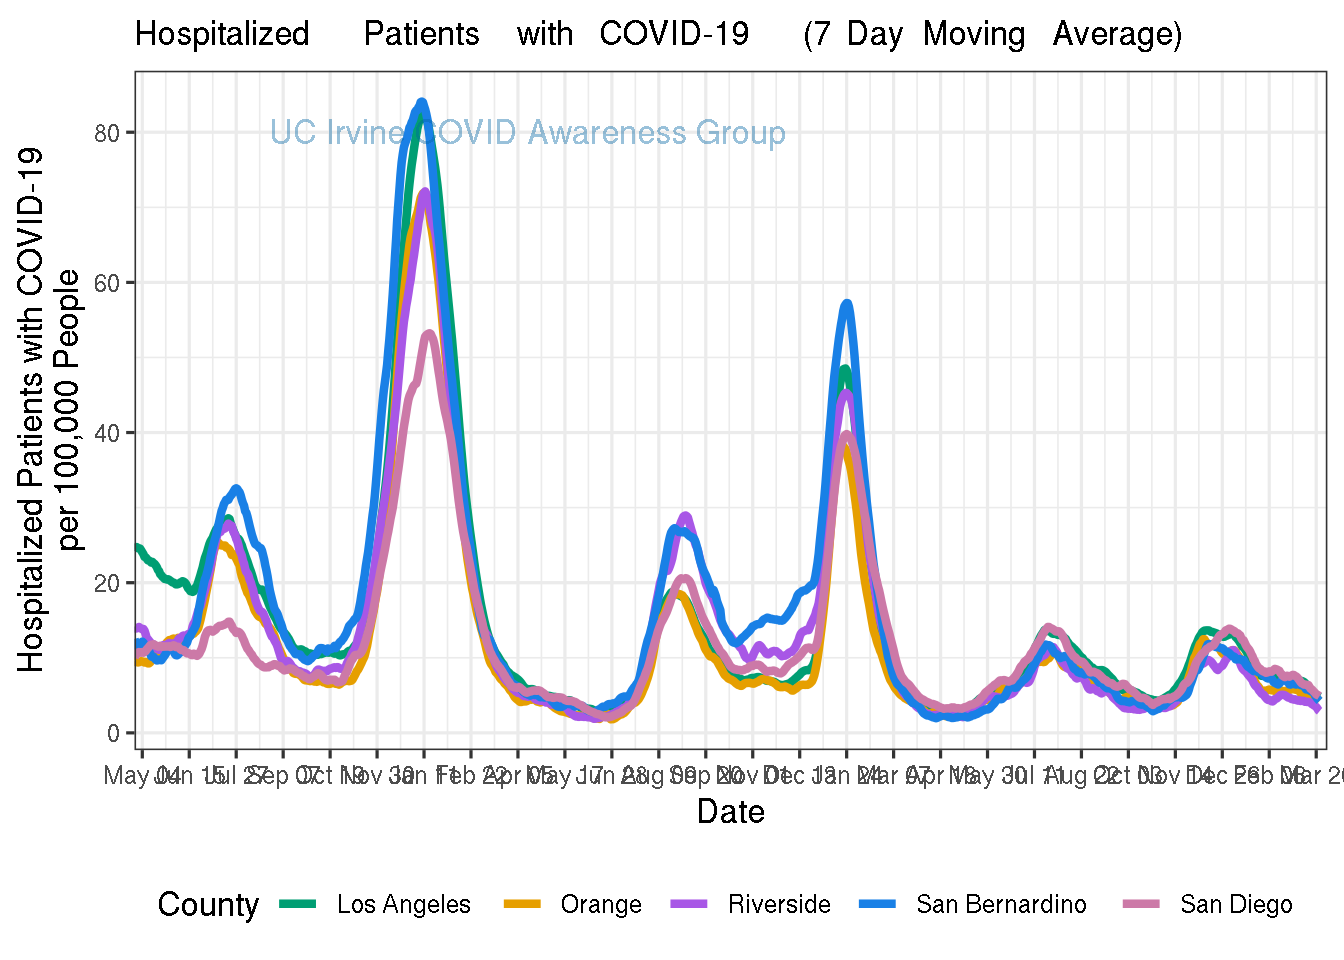 Hospitalized Patients with COVID-19 (7 Day Moving Average)
UC Irvine COVID Awareness Group
80
60
40
20
0
Hospitalized Patients with COVID-19
per 100,000 People
May 04 Jun 15 Jul 27 Sep 07 Oct 19 Nov 30 Jan 11 Feb 22 Apr 05 May 17 Jun 28 Aug 09 Sep 20 Nov 01 Dec 13 Jan 24 Mar 07 Apr 18 May 30 Jul 11 Aug 22 Oct 03 Nov 14 Dec 26 Feb 06 Mar
Date
County Los Angeles Orange Riverside San Bernardino San Diego